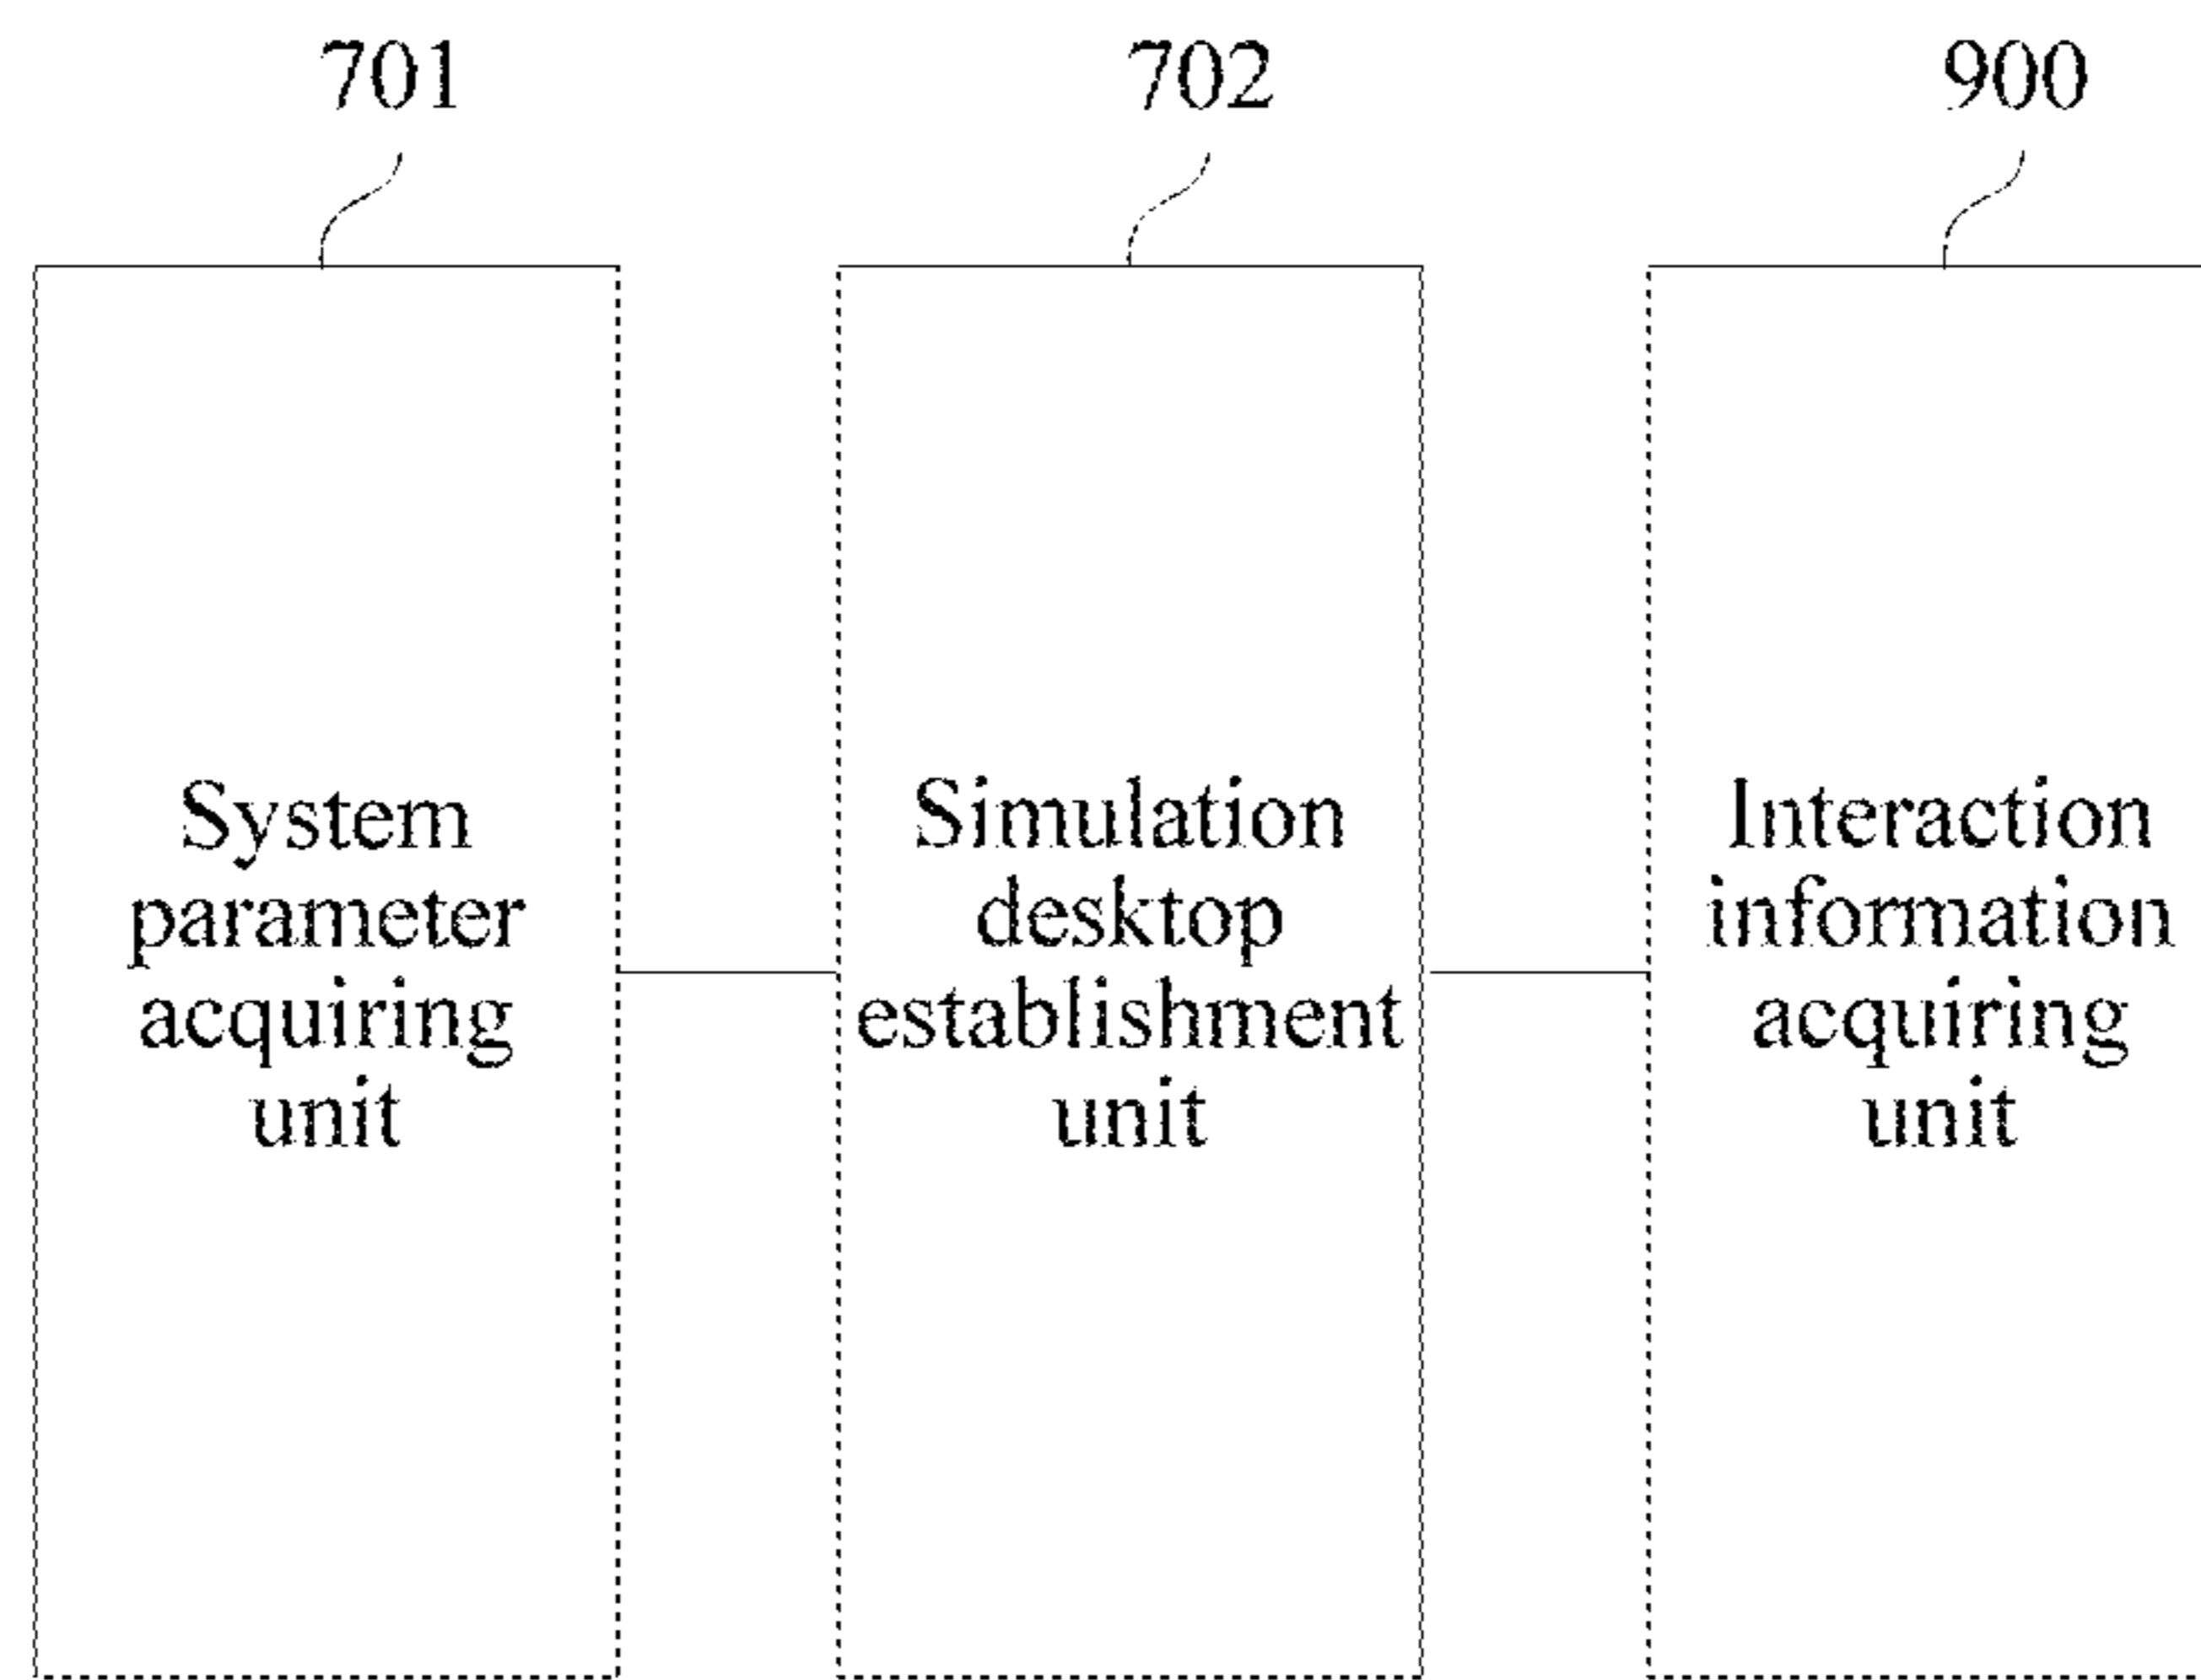 701
702
900
System
parameter
acquiring
unit
Simulation
desktop
establishment
unit
Interaction
information
acquiring
unit